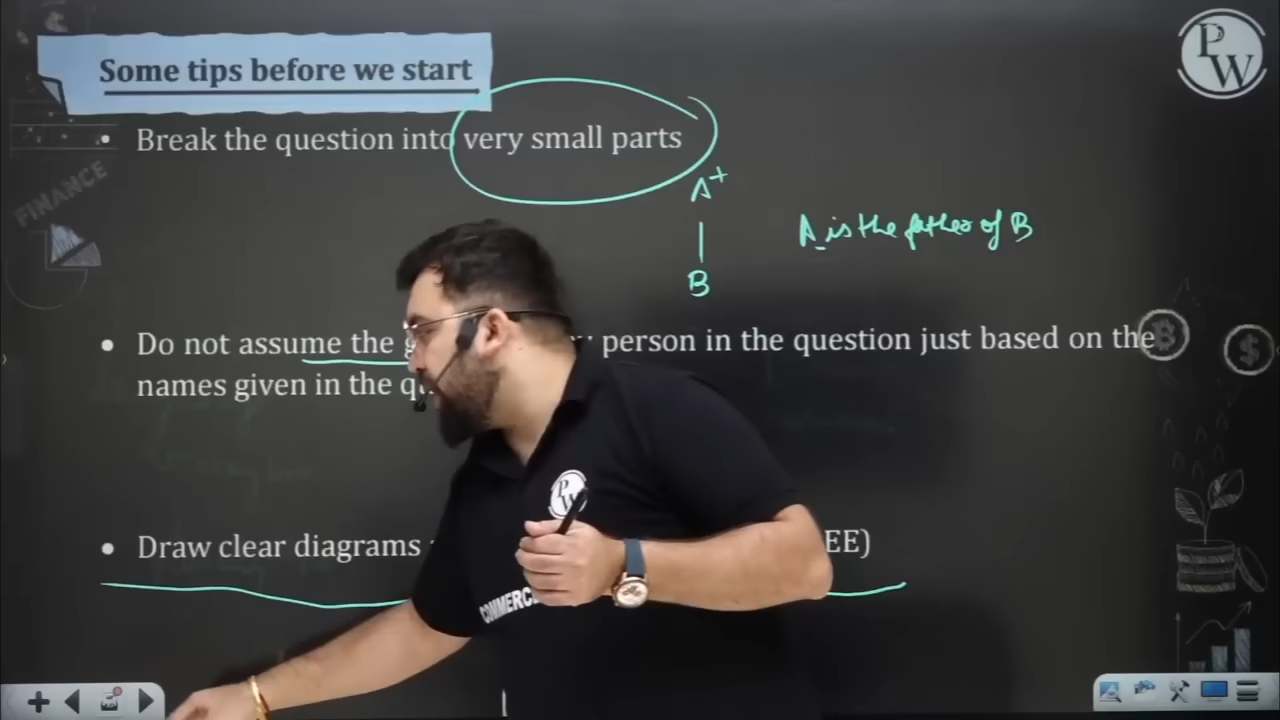 Some tips before we start
PW
• Break the question into very small parts
FINANCE
A+
A is the father of B
B
• Do not assume the person in the question just based on the
names given in the
• Draw clear diagrams EE)
PW
COMMERCE